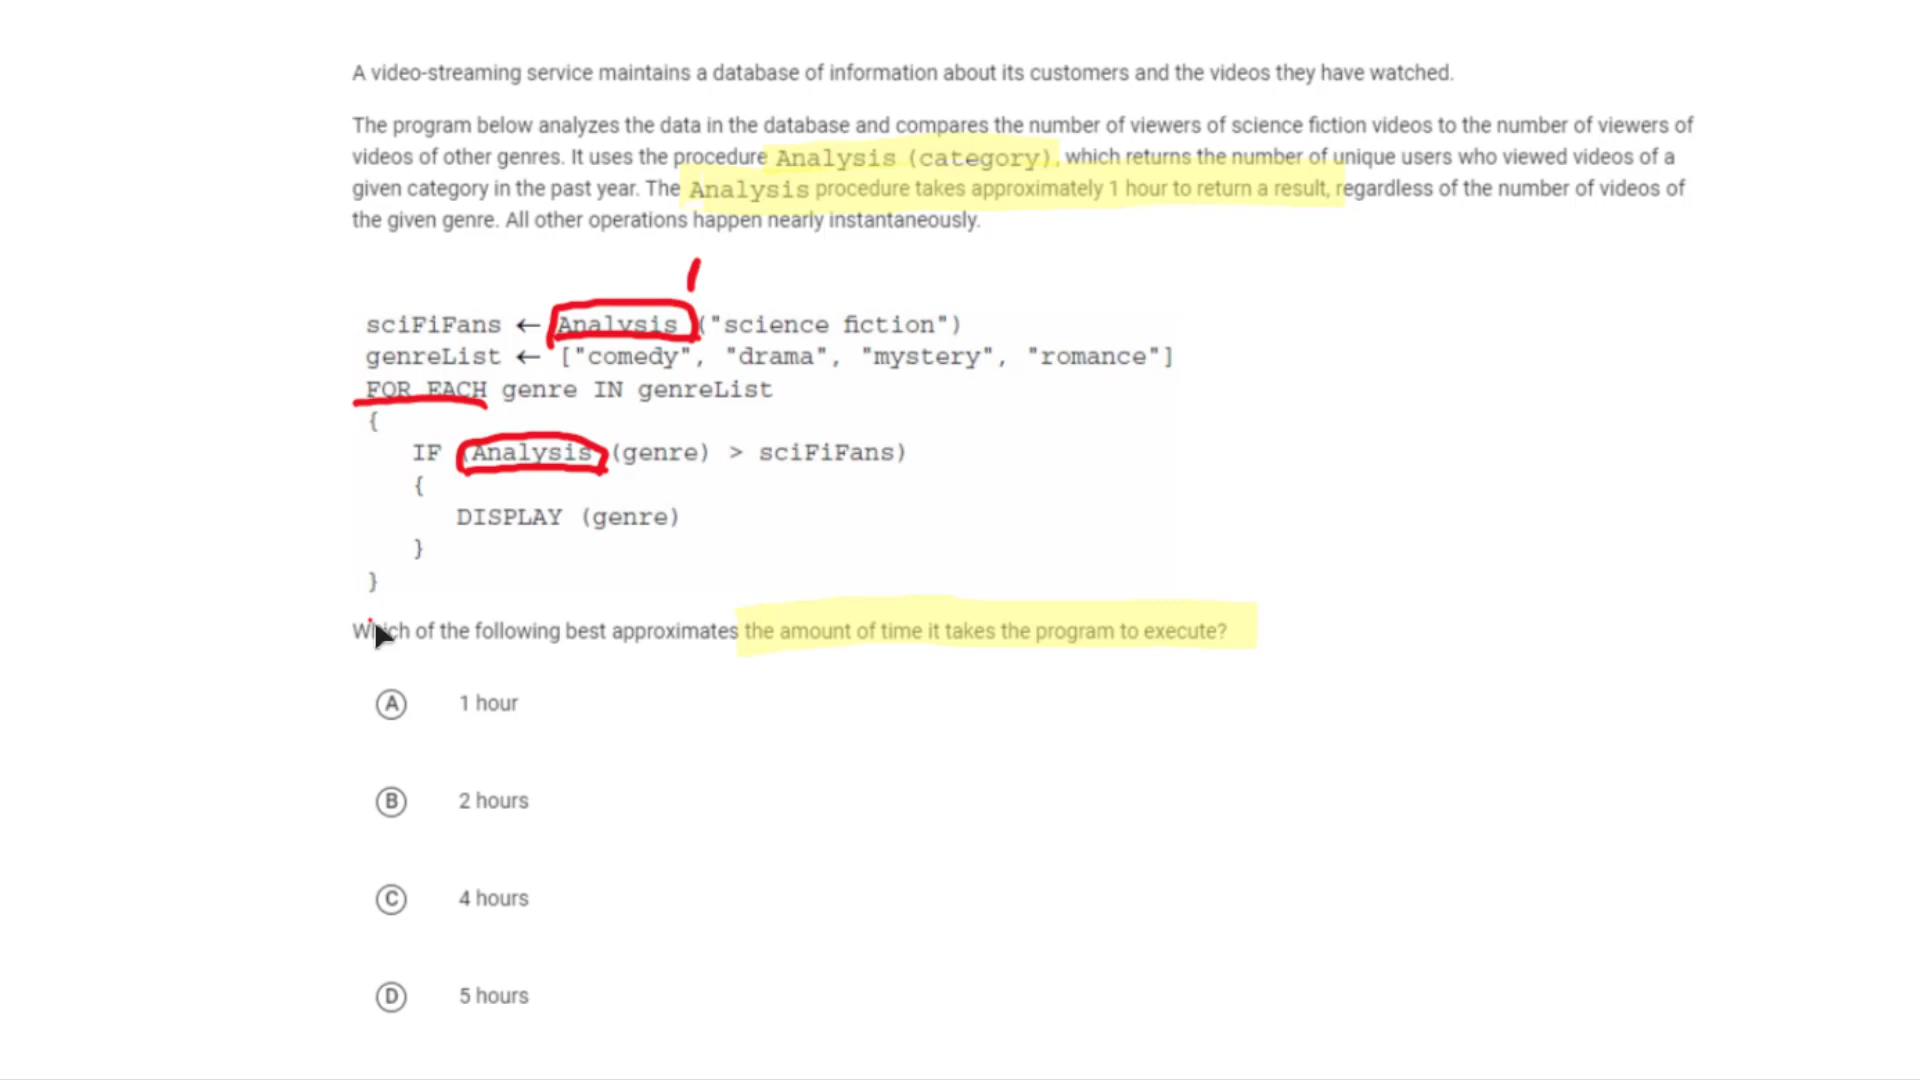 A video-streaming service maintains a database of information about its customers and the videos they have watched.
The program below analyzes the data in the database and compares the number of viewers of science fiction videos to the number of viewers of
videos of other genres. It uses the procedure Analysis (category), which returns the number of unique users who viewed videos of a
given category in the past year. The Analysis procedure takes approximately 1 hour to return a result, regardless of the number of videos of
the given genre. All other operations happen nearly instantaneously.
1
sciFiFans ← Analysis ("science fiction")
genreList ← ["comedy", "drama", "mystery", "romance"]
FOR EACH genre IN genreList
{
IF (Analysis (genre) > sciFiFans)
{
DISPLAY (genre)
}
}
Which of the following best approximates the amount of time it takes the program to execute?
A 1 hour
B 2 hours
C 4 hours
D 5 hours